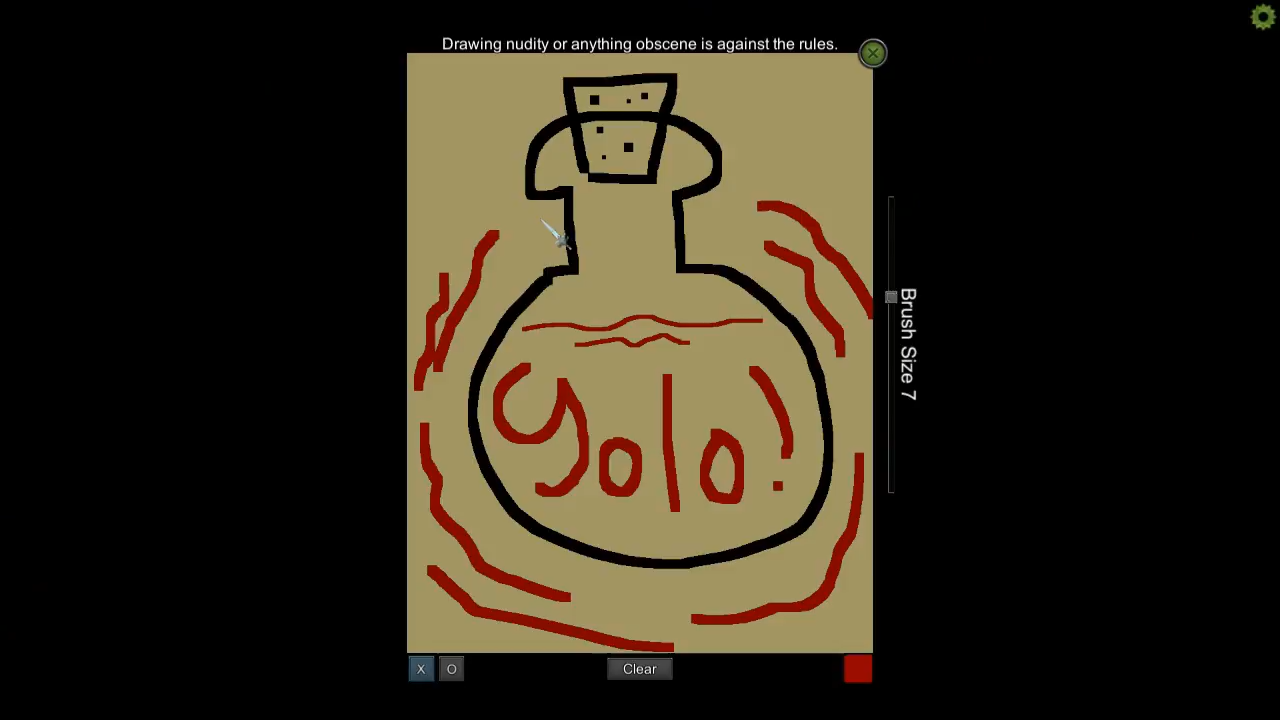 Drawing nudity or anything obscene is against the rules.
yolo!
Brush Size 7
X O
Clear